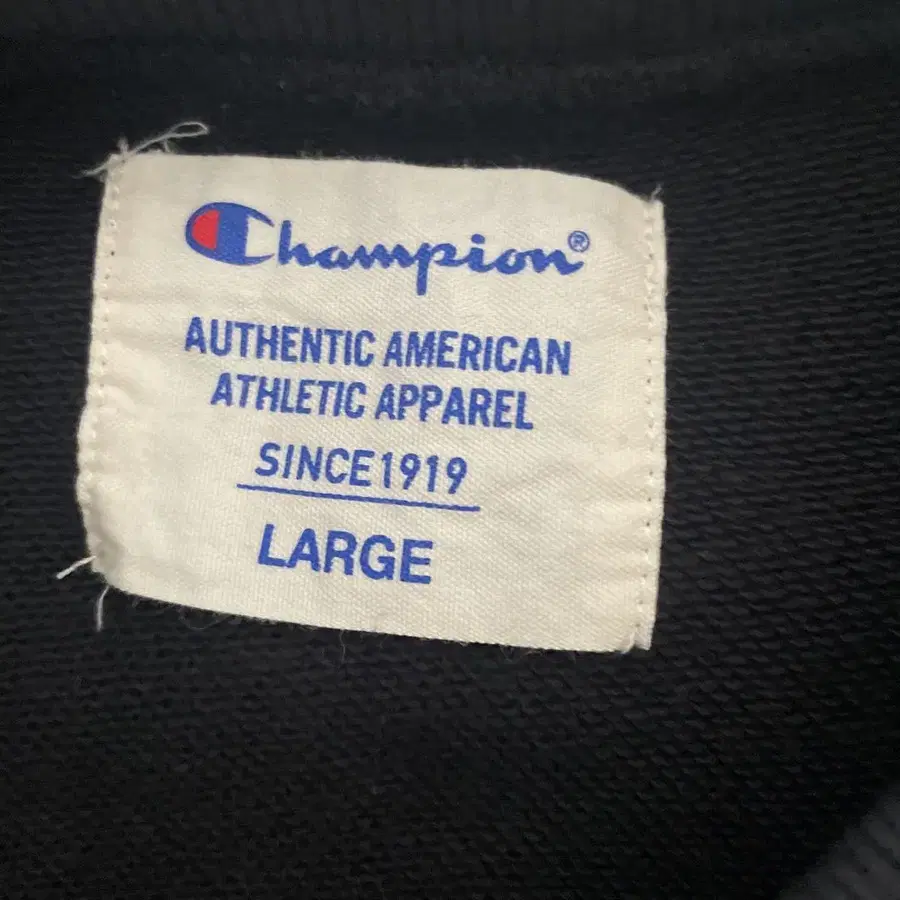 Champion®
AUTHENTIC AMERICAN
ATHLETIC APPAREL
SINCE1919
LARGE